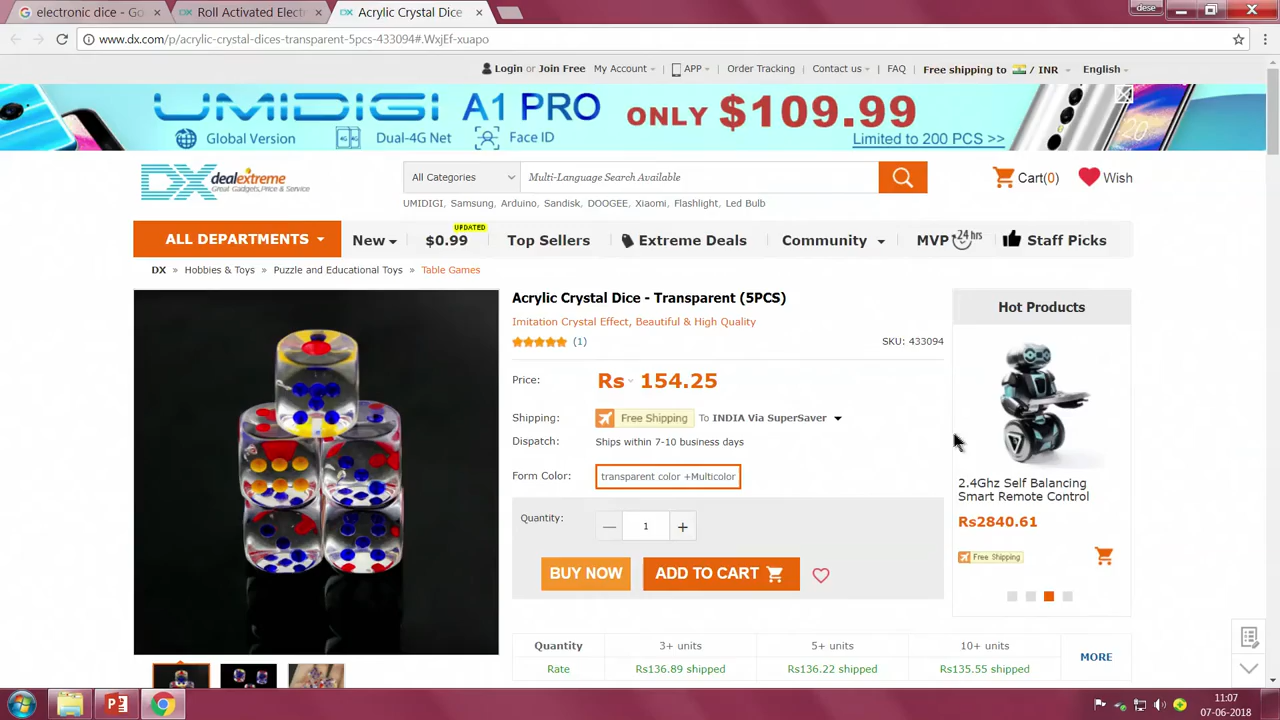 electronic dice - Go
Roll Activated Elect
Acrylic Crystal Dice
dese
www.dx.com/p/acrylic-crystal-dices-transparent-5pcs-433094#.WxjEf-xuapo
Login or Join Free
My Account
APP
Order Tracking
Contact us
FAQ
Free shipping to / INR
English
UMIDIGI A1 PRO ONLY $109.99
Global Version
Dual-4G Net
Face ID
Limited to 200 PCS >>
DX dealextreme
Great Gadgets, Price & Service
All Categories
Multi-Language Search Available
Cart(0)
Wish
UMIDIGI, Samsung, Arduino, Sandisk, DOOGEE, Xiaomi, Flashlight, Led Bulb
ALL DEPARTMENTS
New
UPDATED
$0.99
Top Sellers
Extreme Deals
Community
MVP 24 hrs
Staff Picks
DX » Hobbies & Toys » Puzzle and Educational Toys » Table Games
Acrylic Crystal Dice - Transparent (5PCS)
Imitation Crystal Effect, Beautiful & High Quality
(1)
SKU: 433094
Price: Rs 154.25
Shipping: Free Shipping To INDIA Via SuperSaver
Dispatch: Ships within 7-10 business days
Form Color: transparent color +Multicolor
Quantity: — 1 +
BUY NOW
ADD TO CART
Quantity 3+ units 5+ units 10+ units
Rate Rs136.89 shipped Rs136.22 shipped Rs135.55 shipped
MORE
Hot Products
2.4Ghz Self Balancing
Smart Remote Control
Rs2840.61
Free Shipping
11:07
07-06-2018